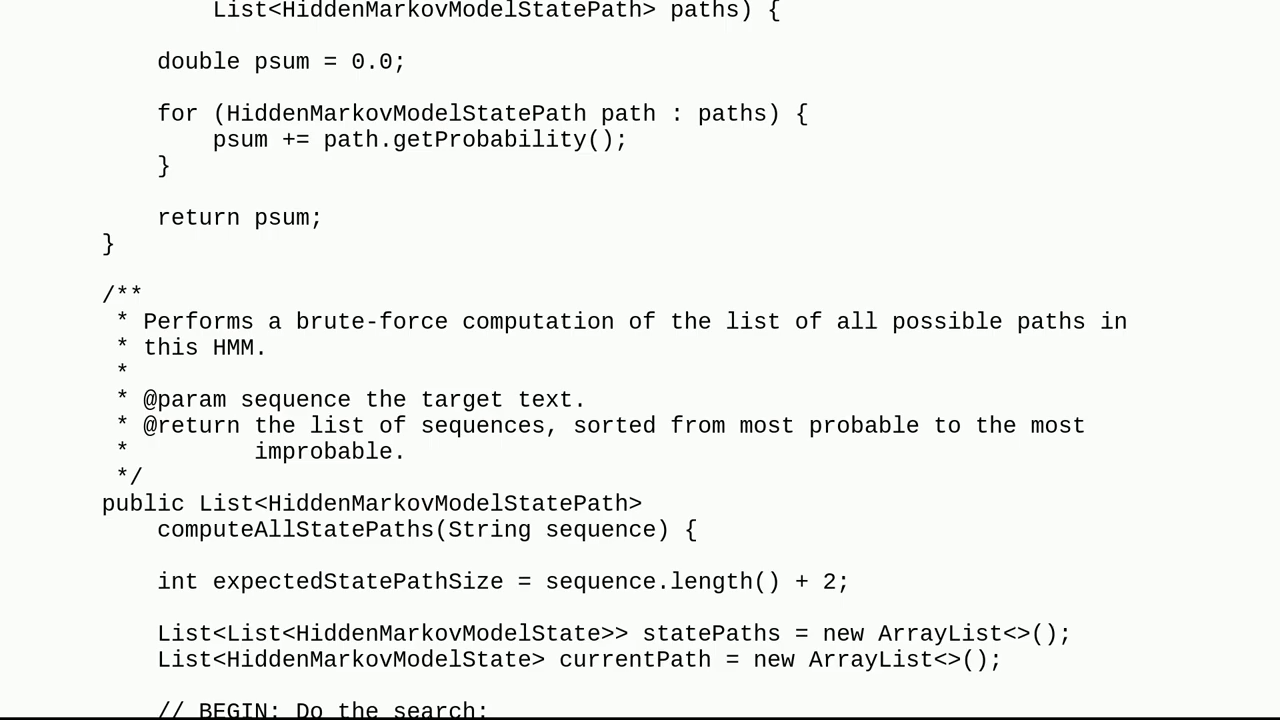 List<HiddenMarkovModelStatePath> paths) {
double psum = 0.0;
for (HiddenMarkovModelStatePath path : paths) {
psum += path.getProbability();
}
return psum;
}
/**
* Performs a brute-force computation of the list of all possible paths in
* this HMM.
*
* @param sequence the target text.
* @return the list of sequences, sorted from most probable to the most
* improbable.
*/
public List<HiddenMarkovModelStatePath>
computeAllStatePaths(String sequence) {
int expectedStatePathSize = sequence.length() + 2;
List<List<HiddenMarkovModelState>> statePaths = new ArrayList<>();
List<HiddenMarkovModelState> currentPath = new ArrayList<>();
// BEGIN: Do the search: